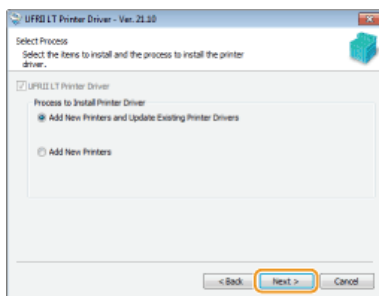 UFRII LT Printer Driver - Ver. 21.10
Select Process
Select the items to install and the process to install the printer
driver.
UFRII LT Printer Driver
Process to Install Printer Driver
Add New Printers and Update Existing Printer Drivers
Add New Printers
< Back Next > Cancel